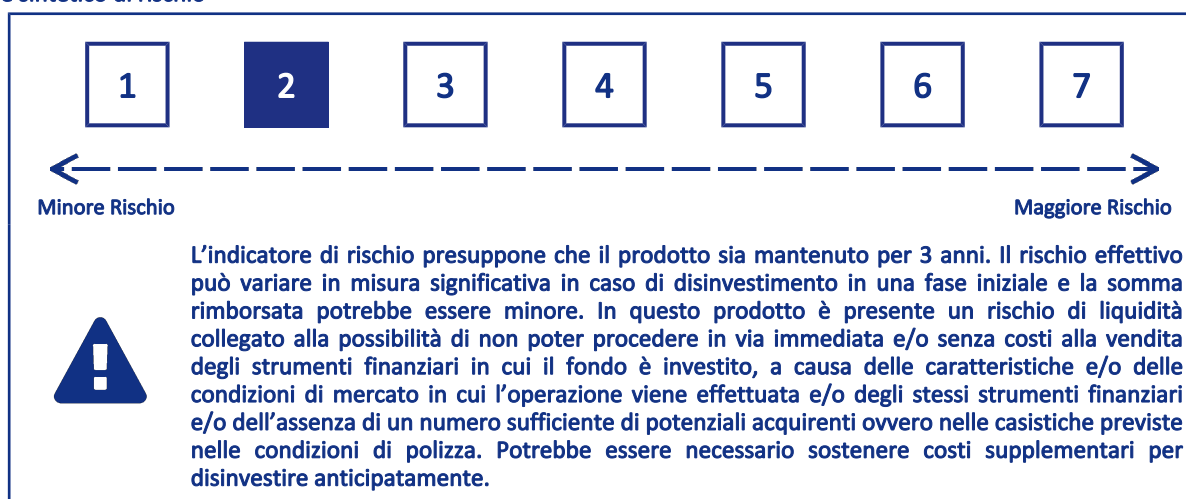 sintetico di rischio
1 2 3 4 5 6 7
Minore Rischio Maggiore Rischio
L’indicatore di rischio presuppone che il prodotto sia mantenuto per 3 anni. Il rischio effettivo
può variare in misura significativa in caso di disinvestimento in una fase iniziale e la somma
rimborsata potrebbe essere minore. In questo prodotto è presente un rischio di liquidità
collegato alla possibilità di non poter procedere in via immediata e/o senza costi alla vendita
degli strumenti finanziari in cui il fondo è investito, a causa delle caratteristiche e/o delle
condizioni di mercato in cui l’operazione viene effettuata e/o degli stessi strumenti finanziari
e/o dell’assenza di un numero sufficiente di potenziali acquirenti ovvero nelle casistiche previste
nelle condizioni di polizza. Potrebbe essere necessario sostenere costi supplementari per
disinvestire anticipatamente.